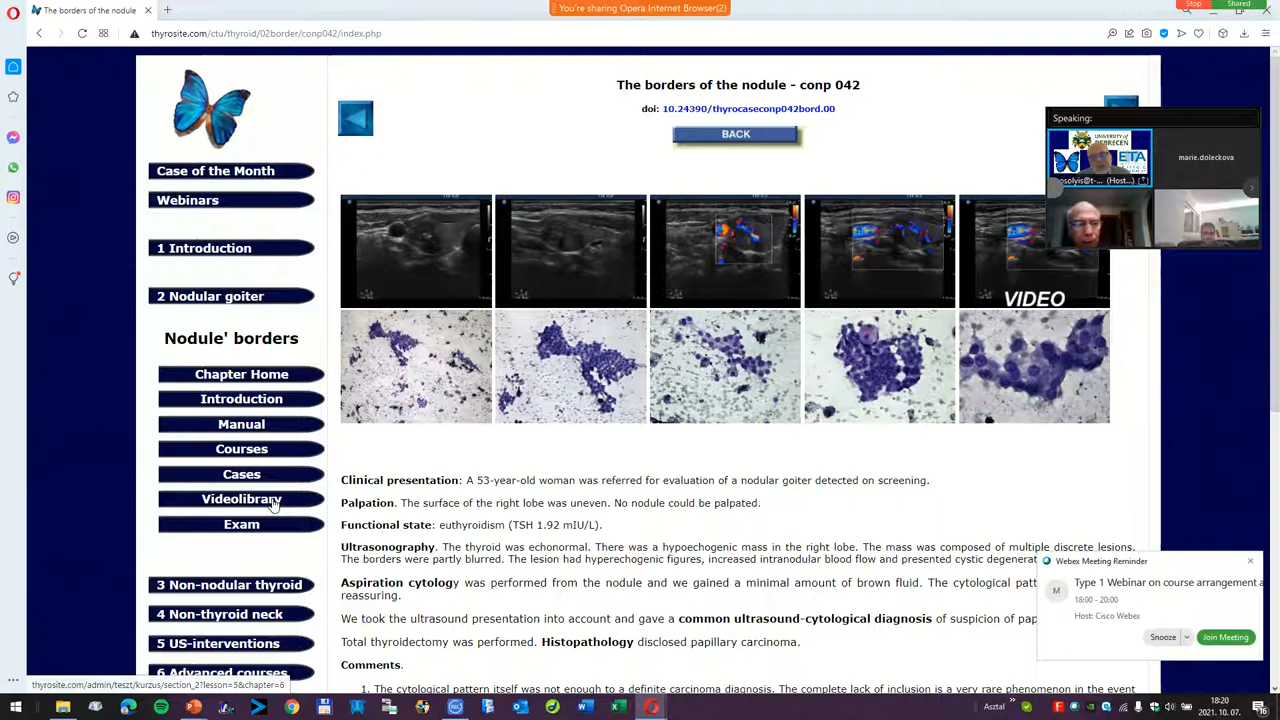 The borders of the nodule
You're sharing Opera Internet Browser(2)
Stop
Shared
thyrosite.com/ctu/thyroid/02border/conp042/index.php
The borders of the nodule - conp 042
doi: 10.24390/thyrocaseconp042bord.00
BACK
Speaking:
UNIVERSITY of
DEBRECEN
ETA
(Host...)
marie.doleckova
Case of the Month
Webinars
1 Introduction
2 Nodular goiter
Nodule' borders
Chapter Home
Introduction
Manual
Courses
Cases
Videolibrary
Exam
3 Non-nodular thyroid
4 Non-thyroid neck
5 US-interventions
6 Advanced courses
VIDEO
Clinical presentation: A 53-year-old woman was referred for evaluation of a nodular goiter detected on screening.
Palpation. The surface of the right lobe was uneven. No nodule could be palpated.
Functional state: euthyroidism (TSH 1.92 mIU/L).
Ultrasonography. The thyroid was echonormal. There was a hypoechogenic mass in the right lobe. The mass was composed of multiple discrete lesions.
The borders were partly blurred. The lesion had hyperechogenic figures, increased intranodular blood flow and presented cystic degenerat
Aspiration cytology was performed from the nodule and we gained a minimal amount of brown fluid. The cytological pat
reassuring.
We took the ultrasound presentation into account and gave a common ultrasound-cytological diagnosis of suspicion of pap
Total thyroidectomy was performed. Histopathology disclosed papillary carcinoma.
Comments.
1. The cytological pattern itself was not enough to a definite carcinoma diagnosis. The complete lack of inclusion is a very rare phenomenon in the event
Webex Meeting Reminder
M
Type 1 Webinar on course arrangement a
18:00 - 20:00
Host: Cisco Webex
Snooze
Join Meeting
thyrosite.com/admin/teszt/kurzus/section_2?lesson=5&chapter=6
Asztal
18:20
2021. 10. 07.